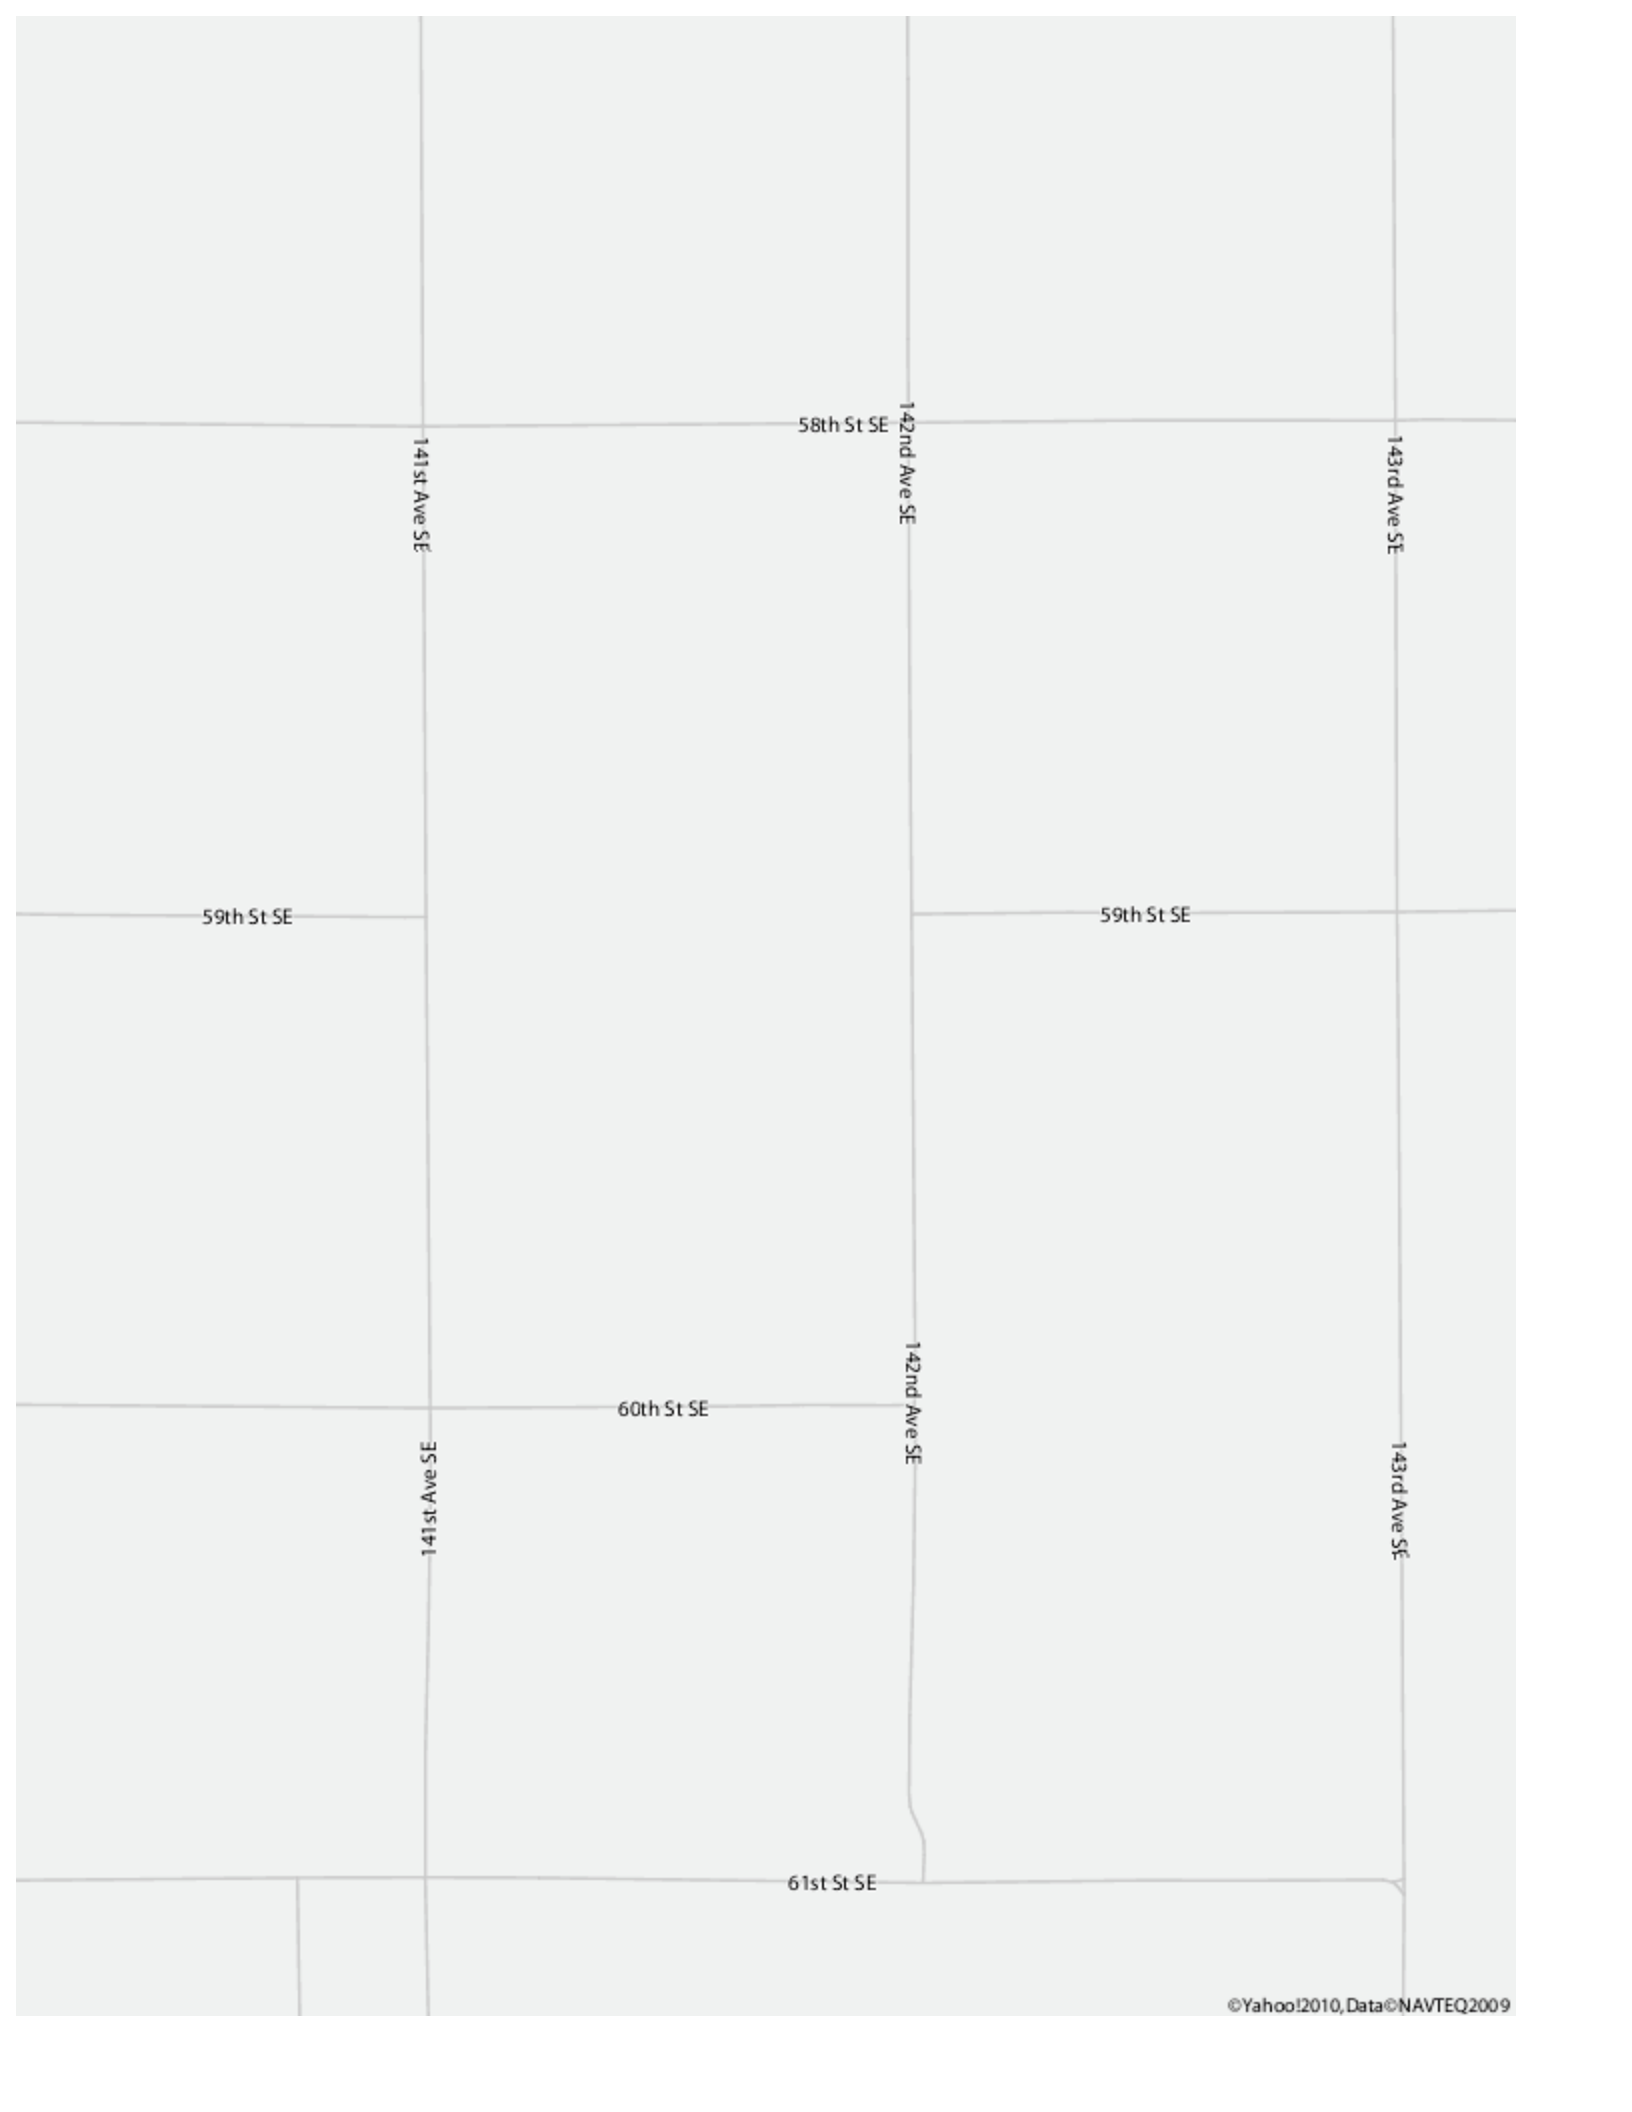 58th St SE
142nd Ave SE
141st Ave SE
143rd Ave SE
59th St SE
59th St SE
142nd Ave SE
60th St SE
141st Ave SE
143rd Ave SE
61st St SE
©Yahoo!2010,Data©NAVTEQ2009